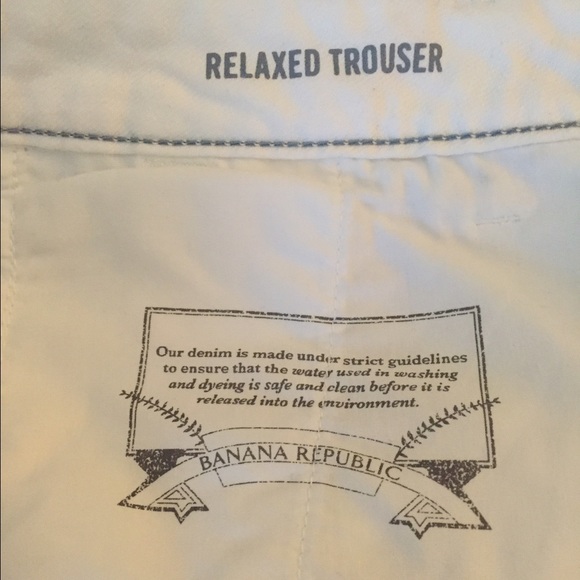 RELAXED TROUSER
Our denim is made under strict guidelines
to ensure that the water used in washing
and dyeing is safe and clean before it is
released into the environment.
BANANA REPUBLIC